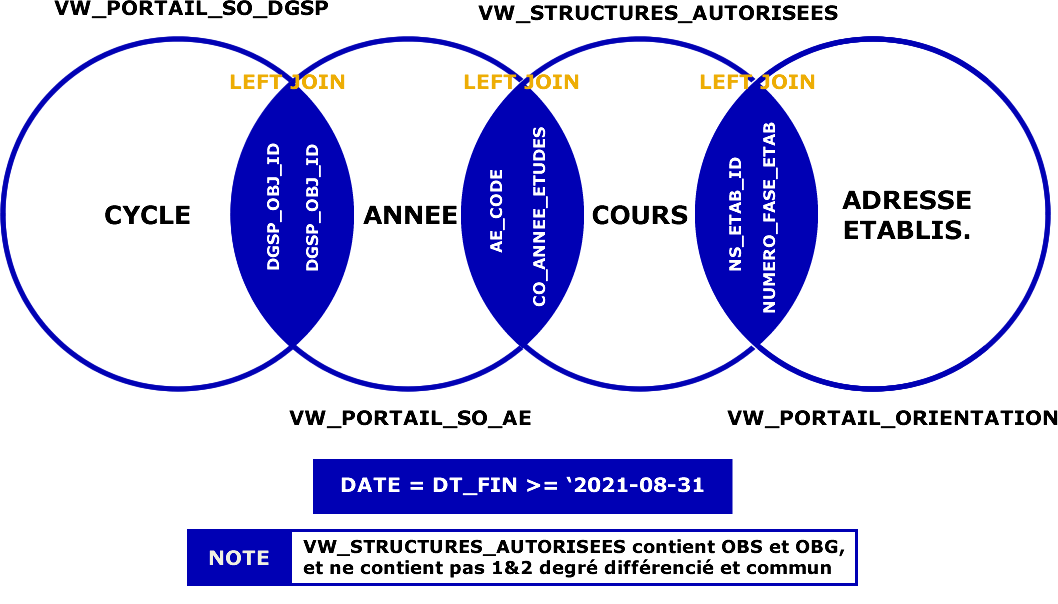 VW_PORTAIL_SO_DGSP
VW_STRUCTURES_AUTORISEES
LEFT JOIN
LEFT JOIN
LEFT JOIN
CYCLE
DGSP_OBJ_ID
DGSP_OBJ_ID
ANNEE
AE_CODE
CO_ANNEE_ETUDES
COURS
NS_ETAB_ID
NUMERO_FASE_ETAB
ADRESSE
ETABLIS.
VW_PORTAIL_SO_AE
VW_PORTAIL_ORIENTATION
DATE = DT_FIN >= ‘2021-08-31
NOTE
VW_STRUCTURES_AUTORISEES contient OBS et OBG,
et ne contient pas 1&2 degré différencié et commun